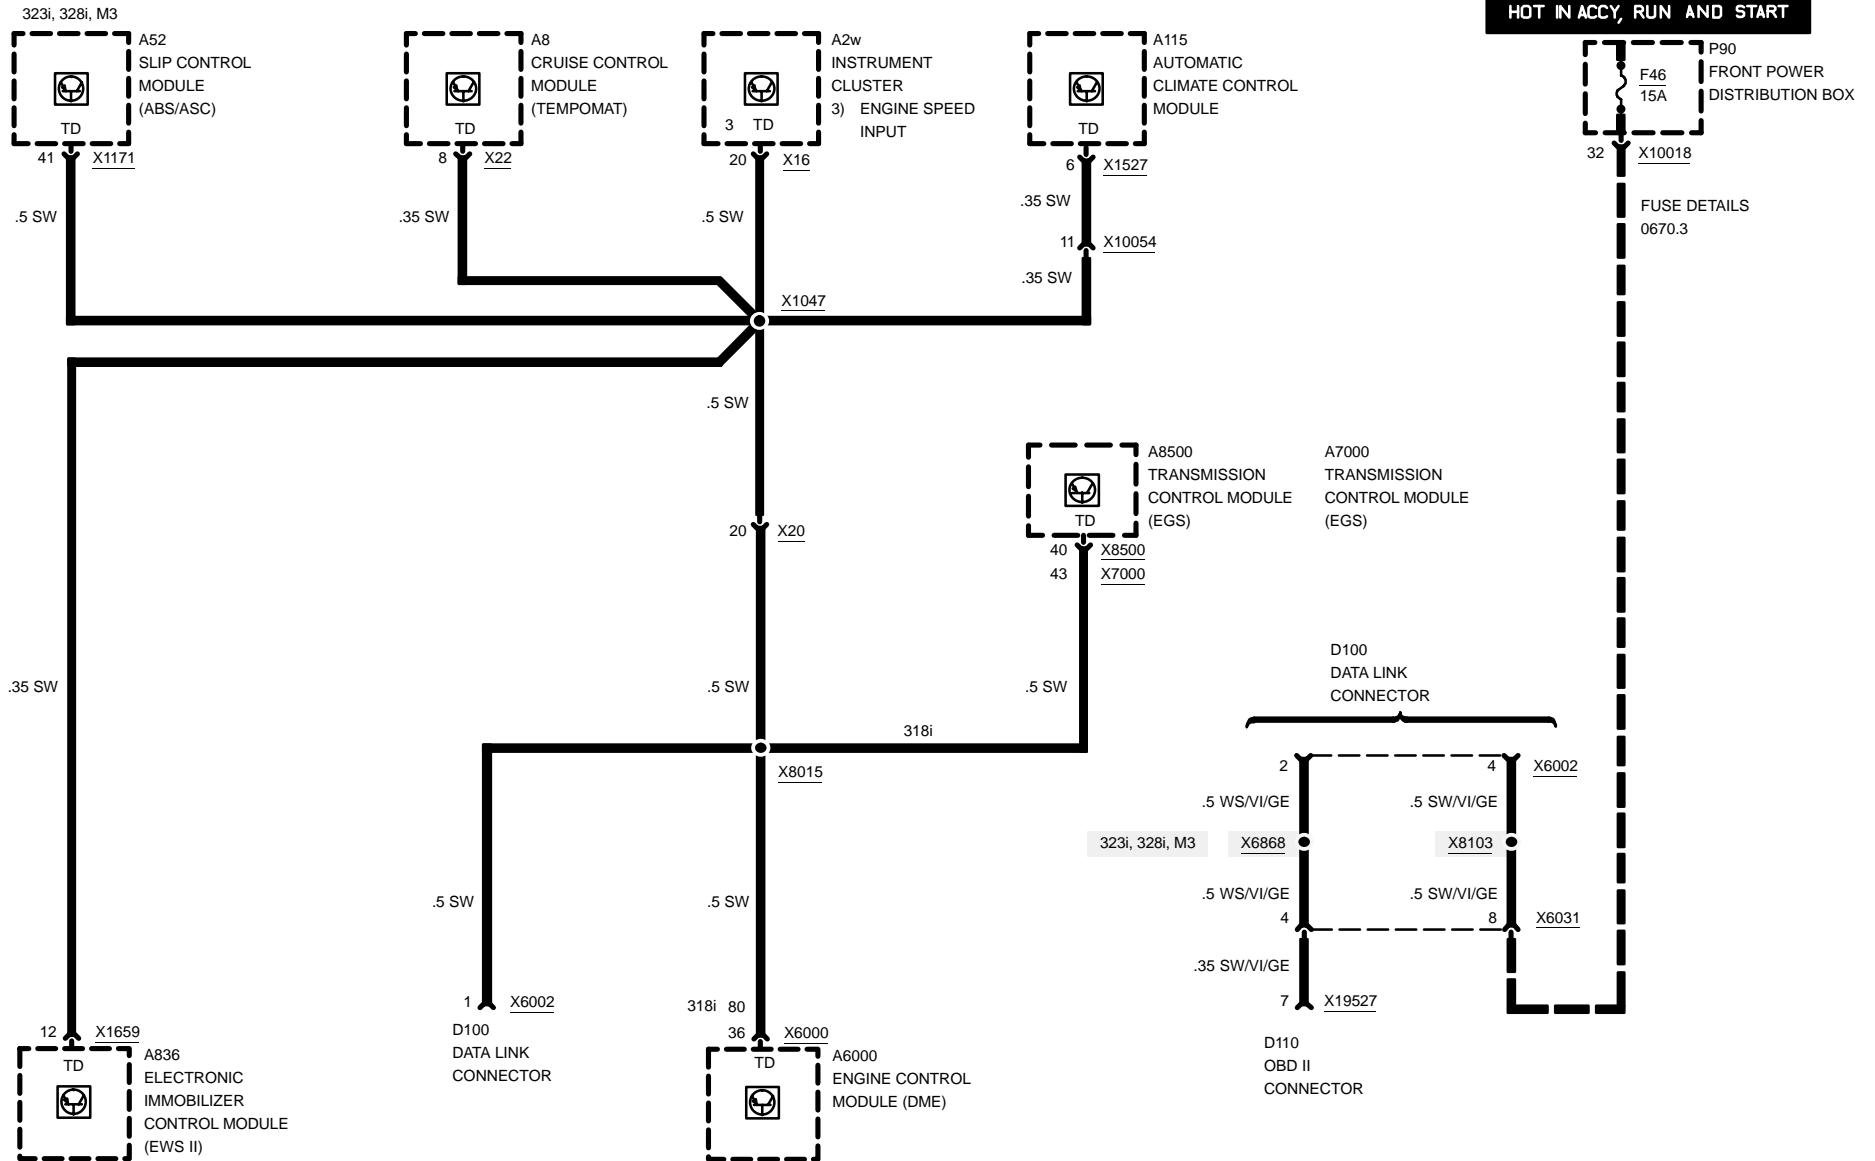 323i, 328i, M3
HOT IN ACCY, RUN AND START
A52
SLIP CONTROL
MODULE
(ABS/ASC)
TD
41 X1171
.5 SW
A8
CRUISE CONTROL
MODULE
(TEMPOMAT)
TD
8 X22
.35 SW
A2w
INSTRUMENT
CLUSTER
3) ENGINE SPEED
INPUT
3 TD
20 X16
.5 SW
A115
AUTOMATIC
CLIMATE CONTROL
MODULE
TD
6 X1527
.35 SW
11 X10054
.35 SW
P90
FRONT POWER
DISTRIBUTION BOX
F46
15A
32 X10018
FUSE DETAILS
0670.3
X1047
.5 SW
20 X20
A8500
TRANSMISSION
CONTROL MODULE
(EGS)
A7000
TRANSMISSION
CONTROL MODULE
(EGS)
TD
40 X8500
43 X7000
.35 SW
.5 SW
.5 SW
318i
X8015
D100
DATA LINK
CONNECTOR
2
4 X6002
.5 WS/VI/GE
.5 SW/VI/GE
323i, 328i, M3
X6868
X8103
.5 WS/VI/GE
.5 SW/VI/GE
4
8 X6031
.35 SW/VI/GE
7 X19527
D110
OBD II
CONNECTOR
.5 SW
1 X6002
D100
DATA LINK
CONNECTOR
.5 SW
318i 80
36 X6000
TD
A6000
ENGINE CONTROL
MODULE (DME)
12 X1659
TD
A836
ELECTRONIC
IMMOBILIZER
CONTROL MODULE
(EWS II)